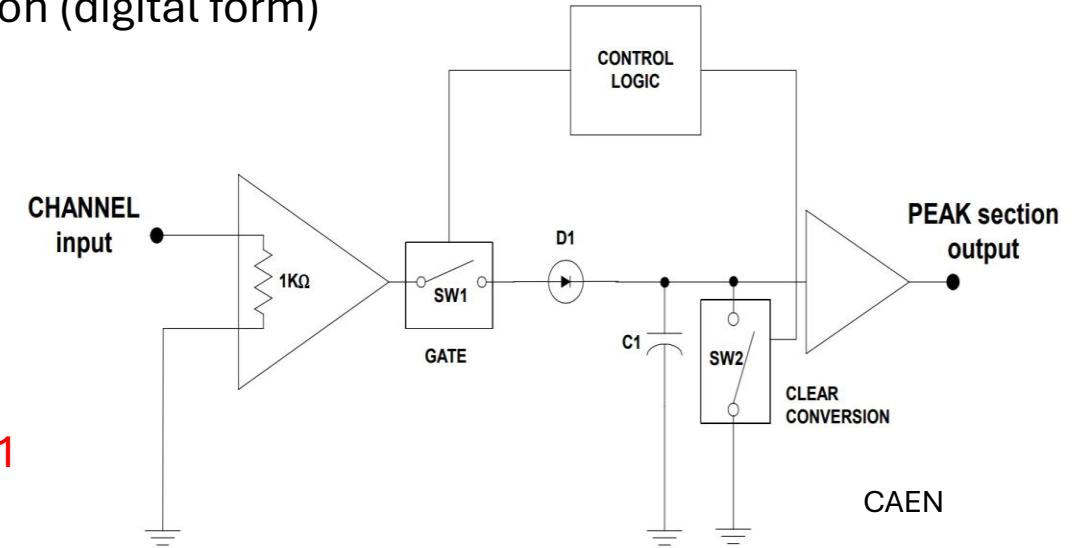 on (digital form)
CONTROL
LOGIC
CHANNEL
input
1KΩ
SW1
GATE
D1
C1
SW2
CLEAR
CONVERSION
PEAK section
output
1
CAEN